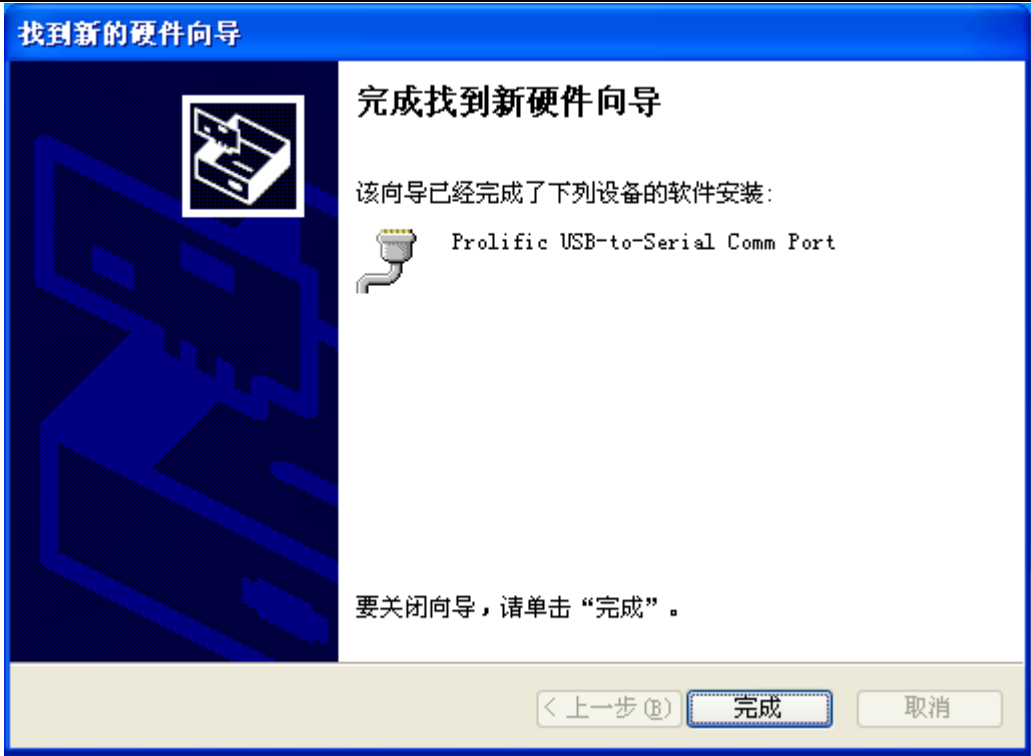 找到新的硬件向导
完成找到新硬件向导
该向导已经完成了下列设备的软件安装:
Prolific USB-to-Serial Comm Port
要关闭向导，请单击“完成”。
< 上一步(B)
完成
取消